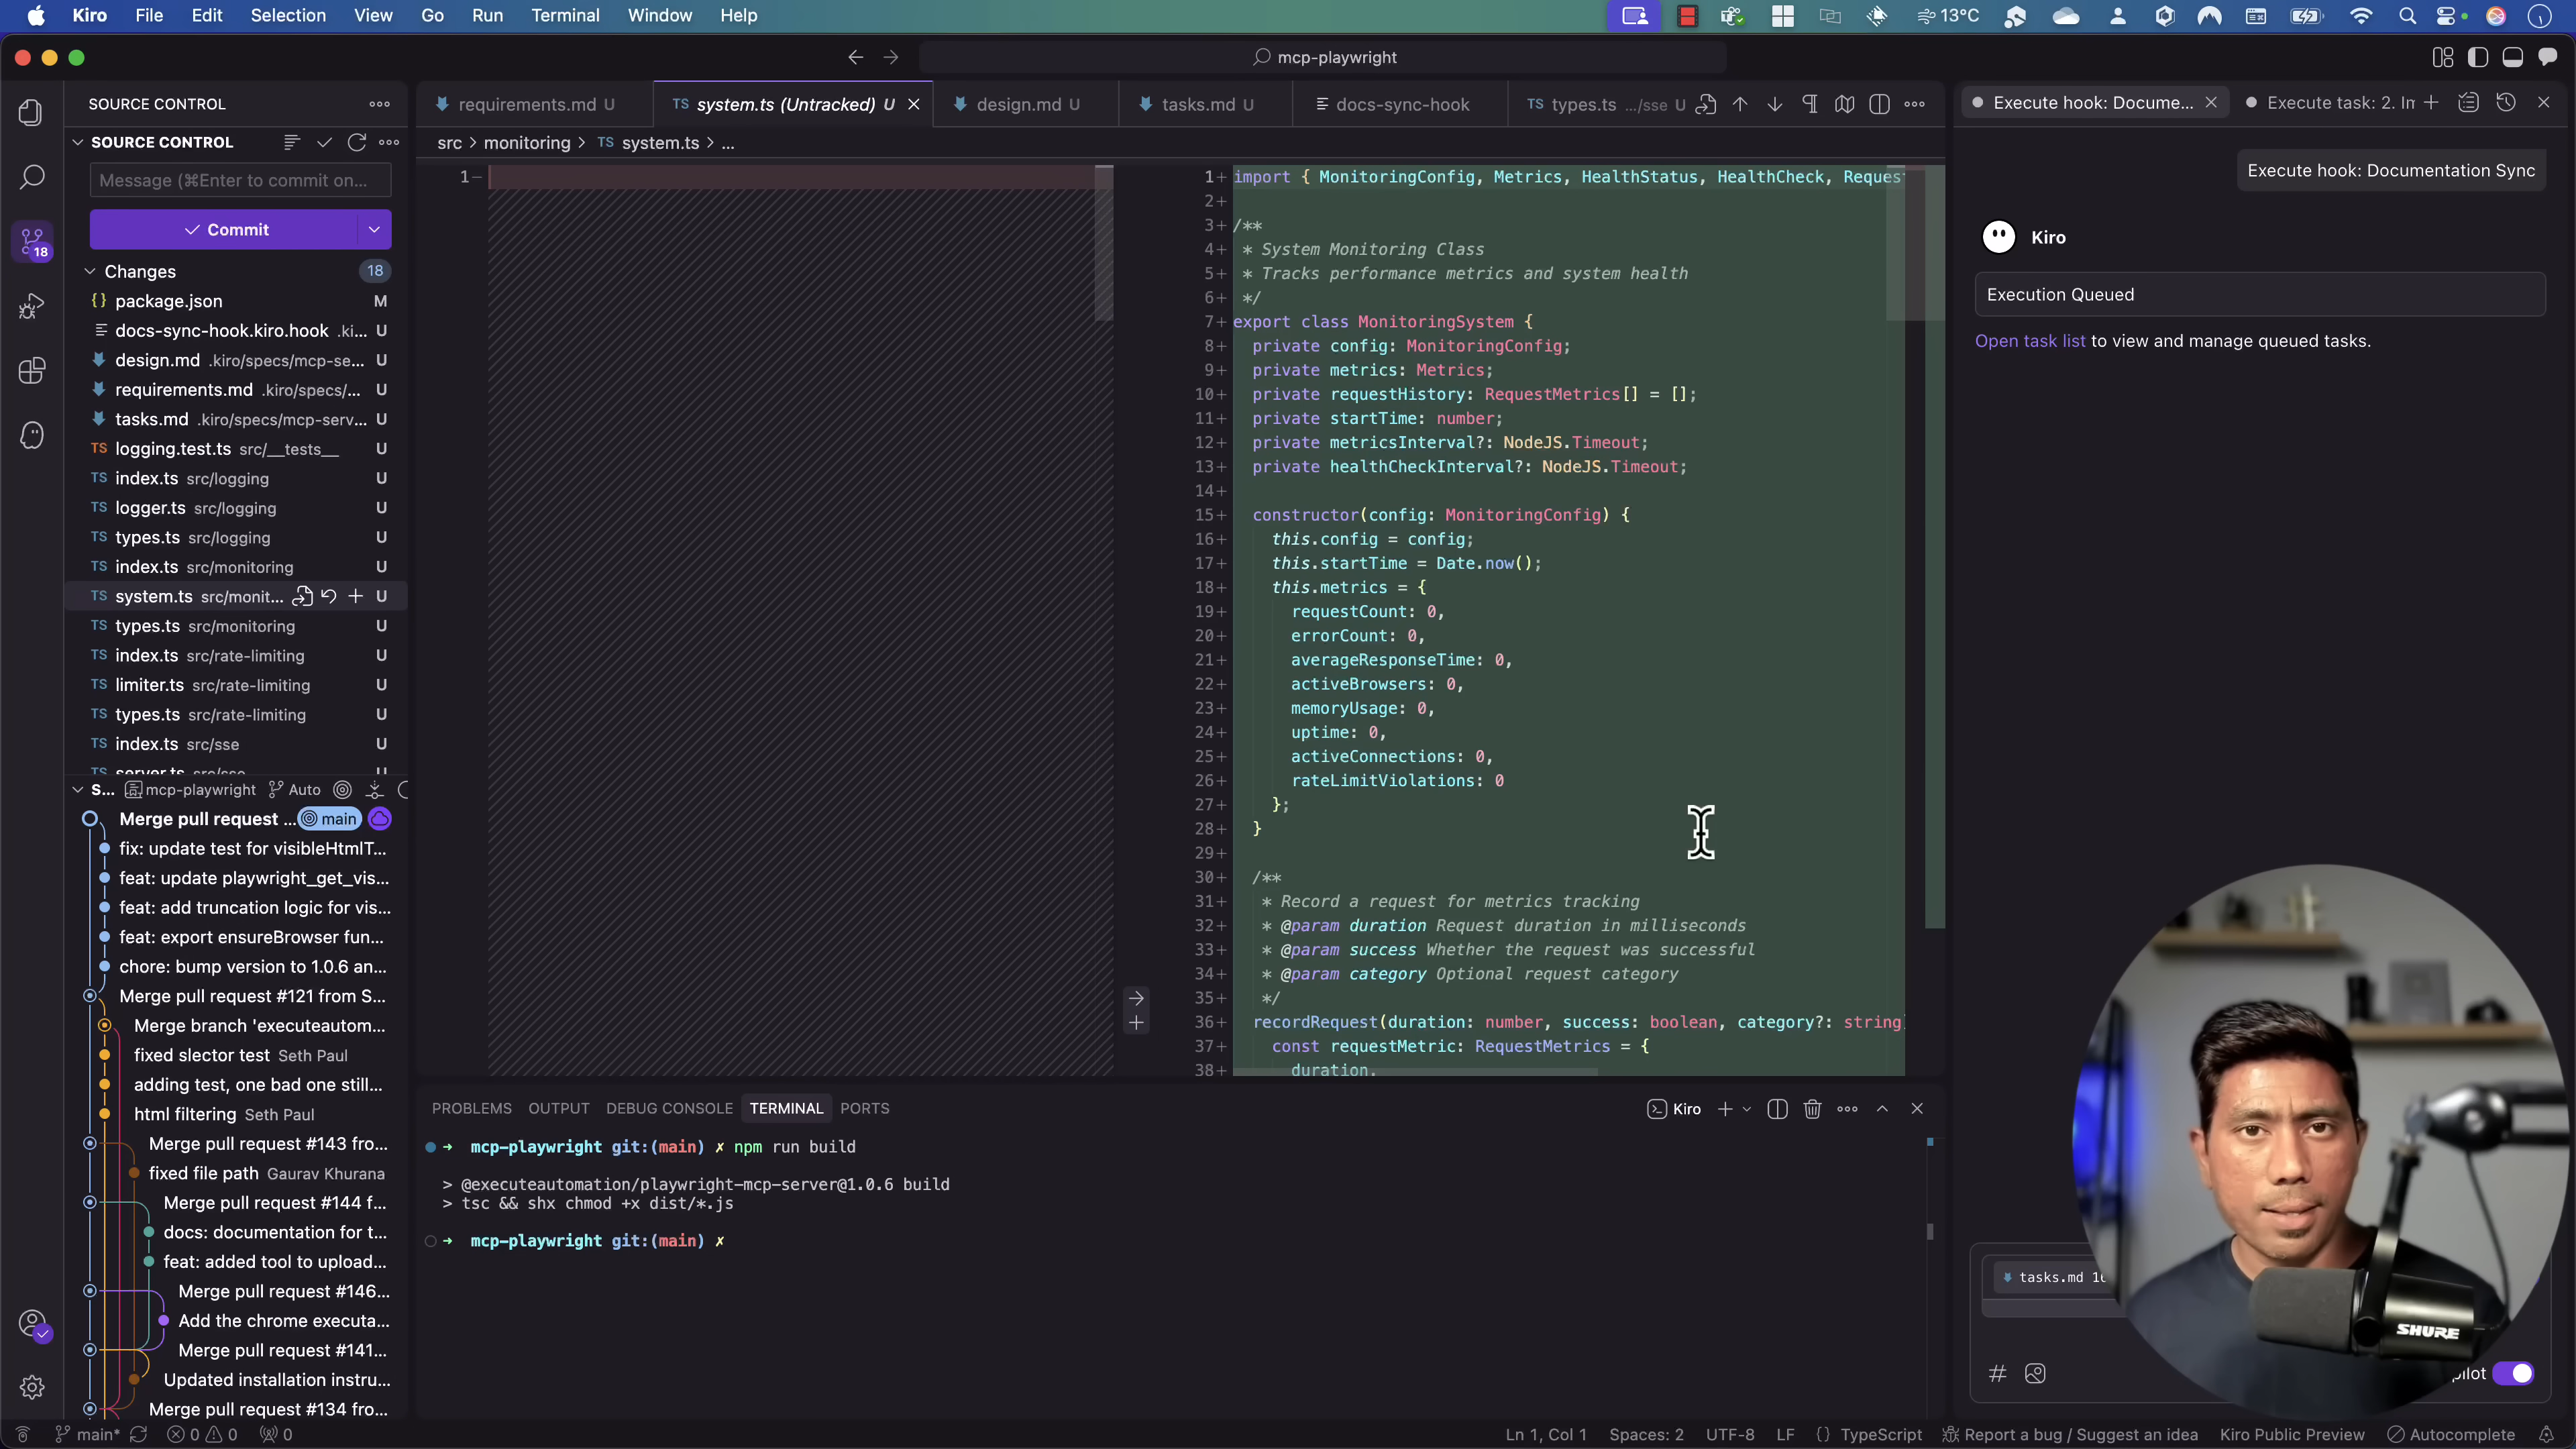 Kiro File Edit Selection View Go Run Terminal Window Help
13°C
mcp-playwright
SOURCE CONTROL
SOURCE CONTROL
Message (⌘Enter to commit on...
Commit
Changes 18
18
package.json M
docs-sync-hook.kiro.hook .ki... U
design.md .kiro/specs/mcp-se... U
requirements.md .kiro/specs/... U
tasks.md .kiro/specs/mcp-serv... U
logging.test.ts src/__tests__ U
index.ts src/logging U
logger.ts src/logging U
types.ts src/logging U
index.ts src/monitoring U
system.ts src/monit... U
types.ts src/monitoring U
index.ts src/rate-limiting U
limiter.ts src/rate-limiting U
types.ts src/rate-limiting U
index.ts src/sse U
server.ts src/sse U
S... mcp-playwright Auto
Merge pull request ... main
fix: update test for visibleHtmlT...
feat: update playwright_get_vis...
feat: add truncation logic for vis...
feat: export ensureBrowser fun...
chore: bump version to 1.0.6 an...
Merge pull request #121 from S...
Merge branch 'executeautom...
fixed slector test Seth Paul
adding test, one bad one still...
html filtering Seth Paul
Merge pull request #143 fro...
fixed file path Gaurav Khurana
Merge pull request #144 f...
docs: documentation for t...
feat: added tool to upload...
Merge pull request #146...
Add the chrome executa...
Merge pull request #141...
Updated installation instru...
Merge pull request #134 fro...
requirements.md U
TS system.ts (Untracked) U
design.md U
tasks.md U
docs-sync-hook
TS types.ts .../sse U
src > monitoring > TS system.ts > ...
1−
1+ import { MonitoringConfig, Metrics, HealthStatus, HealthCheck, Reques
2+
3+ /**
4+ * System Monitoring Class
5+ * Tracks performance metrics and system health
6+ */
7+ export class MonitoringSystem {
8+ private config: MonitoringConfig;
9+ private metrics: Metrics;
10+ private requestHistory: RequestMetrics[] = [];
11+ private startTime: number;
12+ private metricsInterval?: NodeJS.Timeout;
13+ private healthCheckInterval?: NodeJS.Timeout;
14+
15+ constructor(config: MonitoringConfig) {
16+ this.config = config;
17+ this.startTime = Date.now();
18+ this.metrics = {
19+ requestCount: 0,
20+ errorCount: 0,
21+ averageResponseTime: 0,
22+ activeBrowsers: 0,
23+ memoryUsage: 0,
24+ uptime: 0,
25+ activeConnections: 0,
26+ rateLimitViolations: 0
27+ };
28+ }
29+
30+ /**
31+ * Record a request for metrics tracking
32+ * @param duration Request duration in milliseconds
33+ * @param success Whether the request was successful
34+ * @param category Optional request category
35+ */
36+ recordRequest(duration: number, success: boolean, category?: string
37+ const requestMetric: RequestMetrics = {
38+ duration,
PROBLEMS OUTPUT DEBUG CONSOLE TERMINAL PORTS
Kiro
mcp-playwright git:(main) ✗ npm run build
> @executeautomation/playwright-mcp-server@1.0.6 build
> tsc && shx chmod +x dist/*.js
mcp-playwright git:(main) ✗
Execute hook: Docume...
Execute task: 2. Im
Execute hook: Documentation Sync
Kiro
Execution Queued
Open task list to view and manage queued tasks.
tasks.md
SHURE
main* 0 0 0
Ln 1, Col 1 Spaces: 2 UTF-8 LF {} TypeScript Report a bug / Suggest an idea Kiro Public Preview Autocomplete